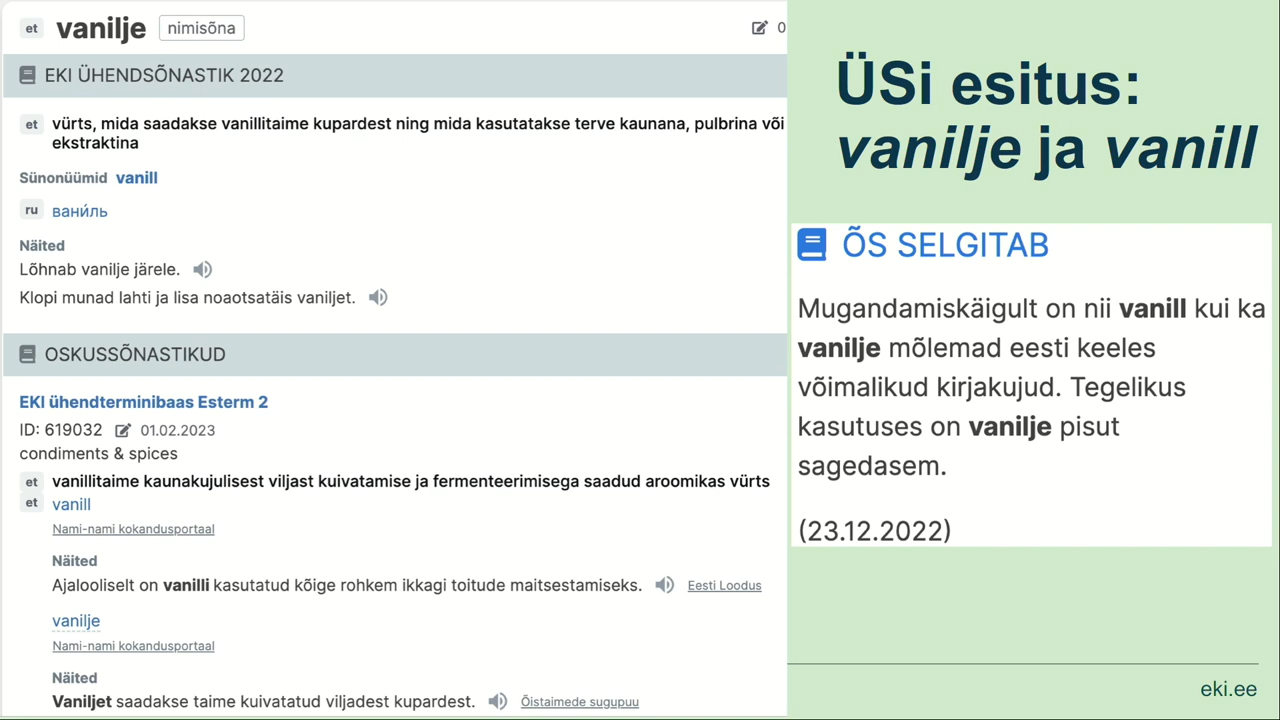 et vanilje nimisõna 0
EKI ÜHENDSÕNASTIK 2022
et vürts, mida saadakse vanillitaime kupardest ning mida kasutatakse terve kaunana, pulbrina või
ekstraktina
Sünonüümid vanill
ru вани́ль
Näited
Lõhnab vanilje järele.
Klopi munad lahti ja lisa noaotsatäis vaniljet.
OSKUSSÕNASTIKUD
EKI ühendterminibaas Esterm 2
ID: 619032 01.02.2023
condiments & spices
et vanillitaime kaunakujulisest viljast kuivatamise ja fermenteerimisega saadud aroomikas vürts
et vanill
Nami-nami kokandusportaal
Näited
Ajalooliselt on vanilli kasutatud kõige rohkem ikkagi toitude maitsestamiseks. Eesti Loodus
vanilje
Nami-nami kokandusportaal
Näited
Vaniljet saadakse taime kuivatatud viljadest kupardest. Õistaimede sugupuu
ÜSi esitus:
vanilje ja vanill
ÕS SELGITAB
Mugandamiskäigult on nii vanill kui ka
vanilje mõlemad eesti keeles
võimalikud kirjakujud. Tegelikus
kasutuses on vanilje pisut
sagedasem.
(23.12.2022)
eki.ee